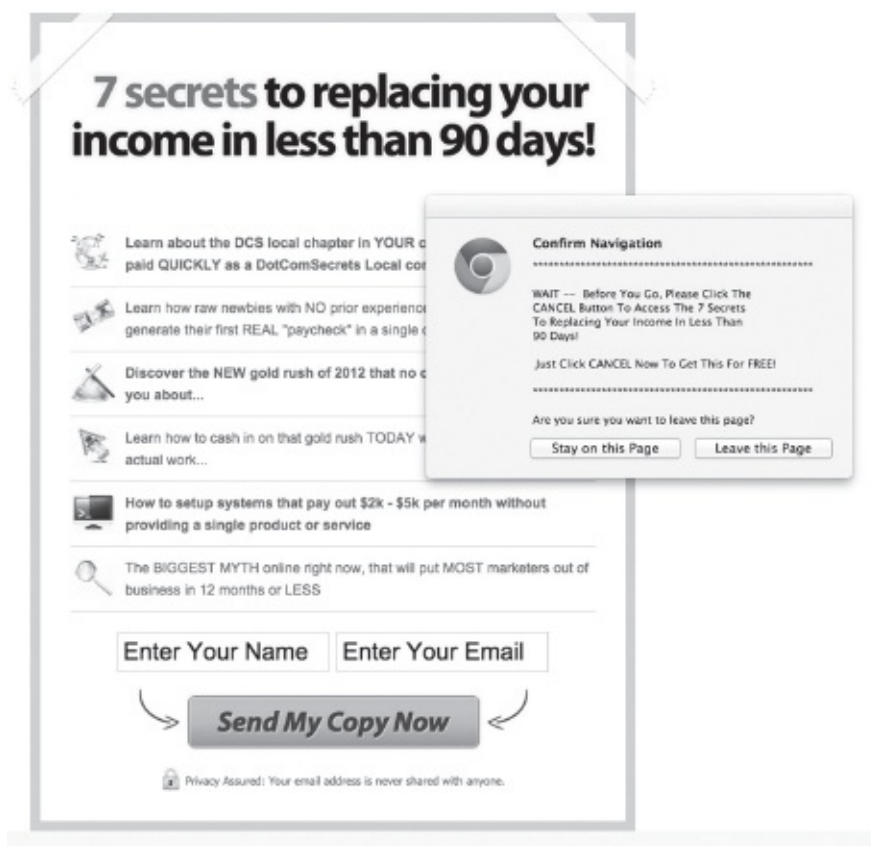 7 secrets to replacing your
income in less than 90 days!
Learn about the DCS local chapter in YOUR
paid QUICKLY as a DotComSecrets Local
Learn how raw newbies with NO prior
generate their first REAL "paycheck" in a single
Discover the NEW gold rush of 2012 that no
you about...
Learn how to cash in on that gold rush TODAY
actual work...
How to setup systems that pay out $2k - $5k per month without
providing a single product or service
The BIGGEST MYTH online right now, that will put MOST marketers out of
business in 12 months or LESS
Enter Your Name
Enter Your Email
Send My Copy Now
Privacy Assured: Your email address is never shared with anyone.
Confirm Navigation
WAIT -- Before You Go, Please Click The
CANCEL Button To Access The 7 Secrets
To Replacing Your Income In Less Than
90 Days!
Just Click CANCEL Now To Get This For FREE!
Are you sure you want to leave this page?
Stay on this Page
Leave this Page